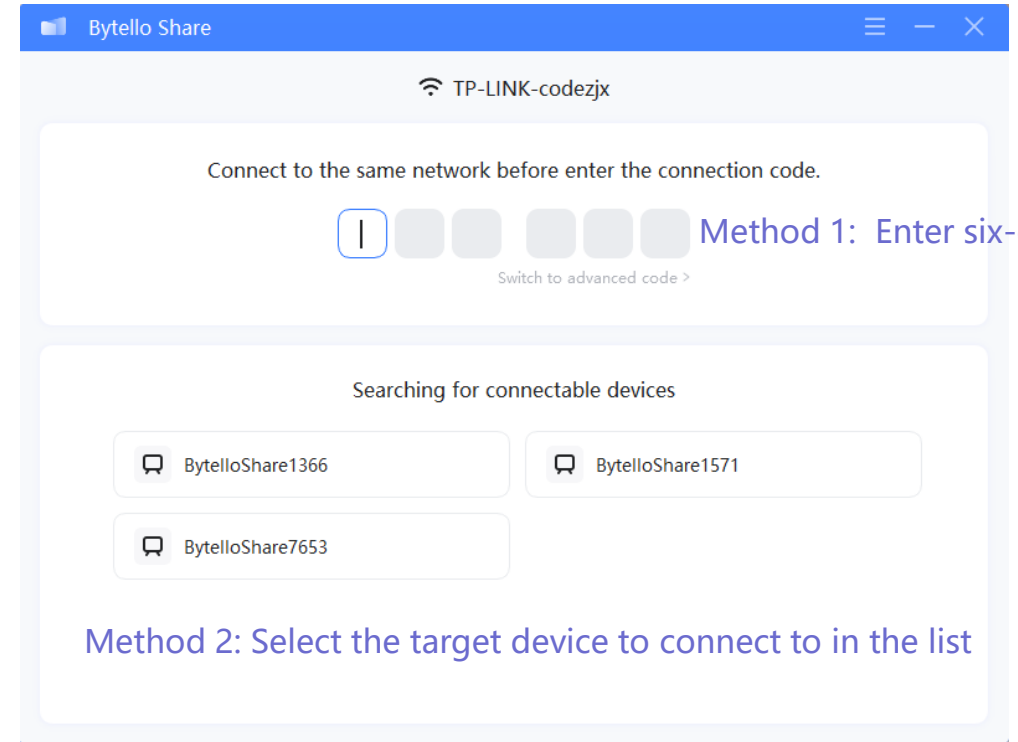 Bytello Share
TP-LINK-codezjx
Connect to the same network before enter the connection code.
Method 1: Enter six-
Switch to advanced code >
Searching for connectable devices
BytelloShare1366
BytelloShare1571
BytelloShare7653
Method 2: Select the target device to connect to in the list